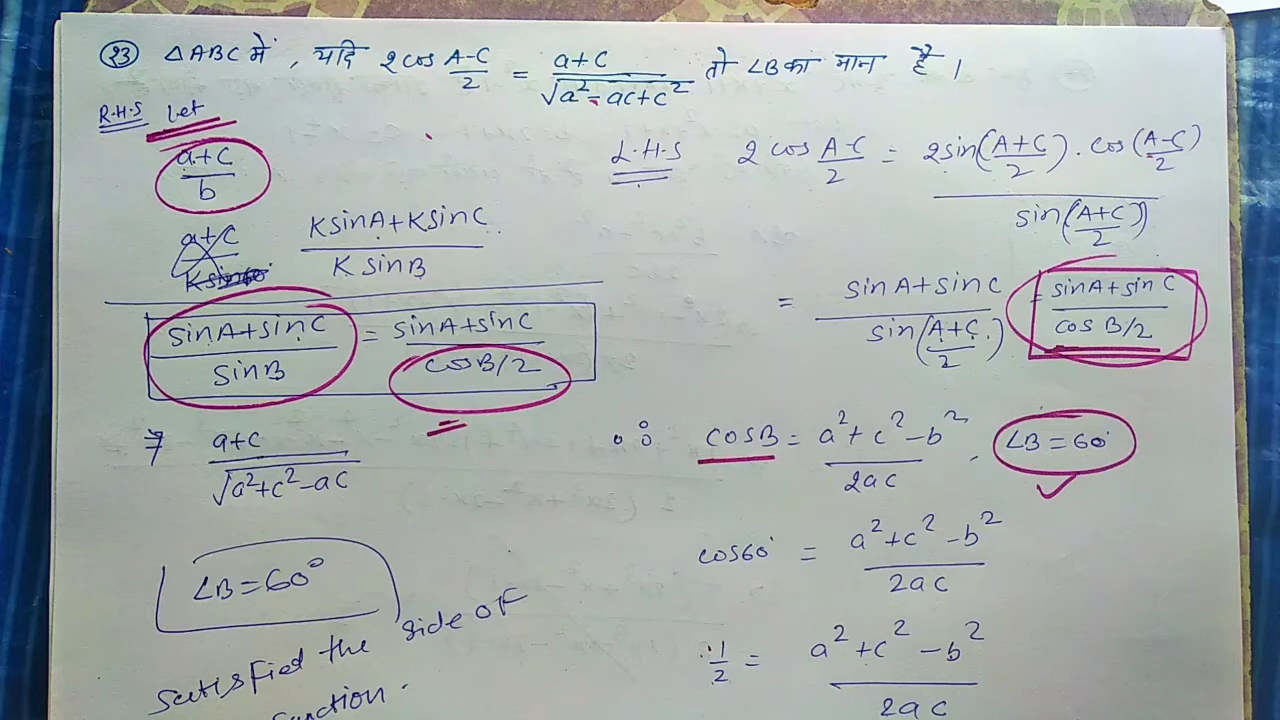 23) △ABC में, यदि 2cos (A-C)/2 = (a+c)/√(a²-ac+c²) तो ∠B का मान है।
R.H.S Let
(a+c)/b
L.H.S 2 cos (A-C)/2 = 2sin((A+C)/2) . cos((A-C)/2) / sin((A+C)/2)
a+c
(KsinA+KsinC)/(K sinB)
= (sinA+sinC)/sin((A+C)/2) = (sinA+sinC)/(cos B/2)
(sinA+sinC)/sinB = (sinA+sinC)/(cosB/2)
(a+c)/√(a²+c²-ac)
∴ cosB = (a²+c²-b²)/2ac , ∠B=60°
cos60° = (a²+c²-b²)/2ac
∠B=60°
satisfied the side of
function.
∴ 1/2 = (a²+c²-b²)/2ac